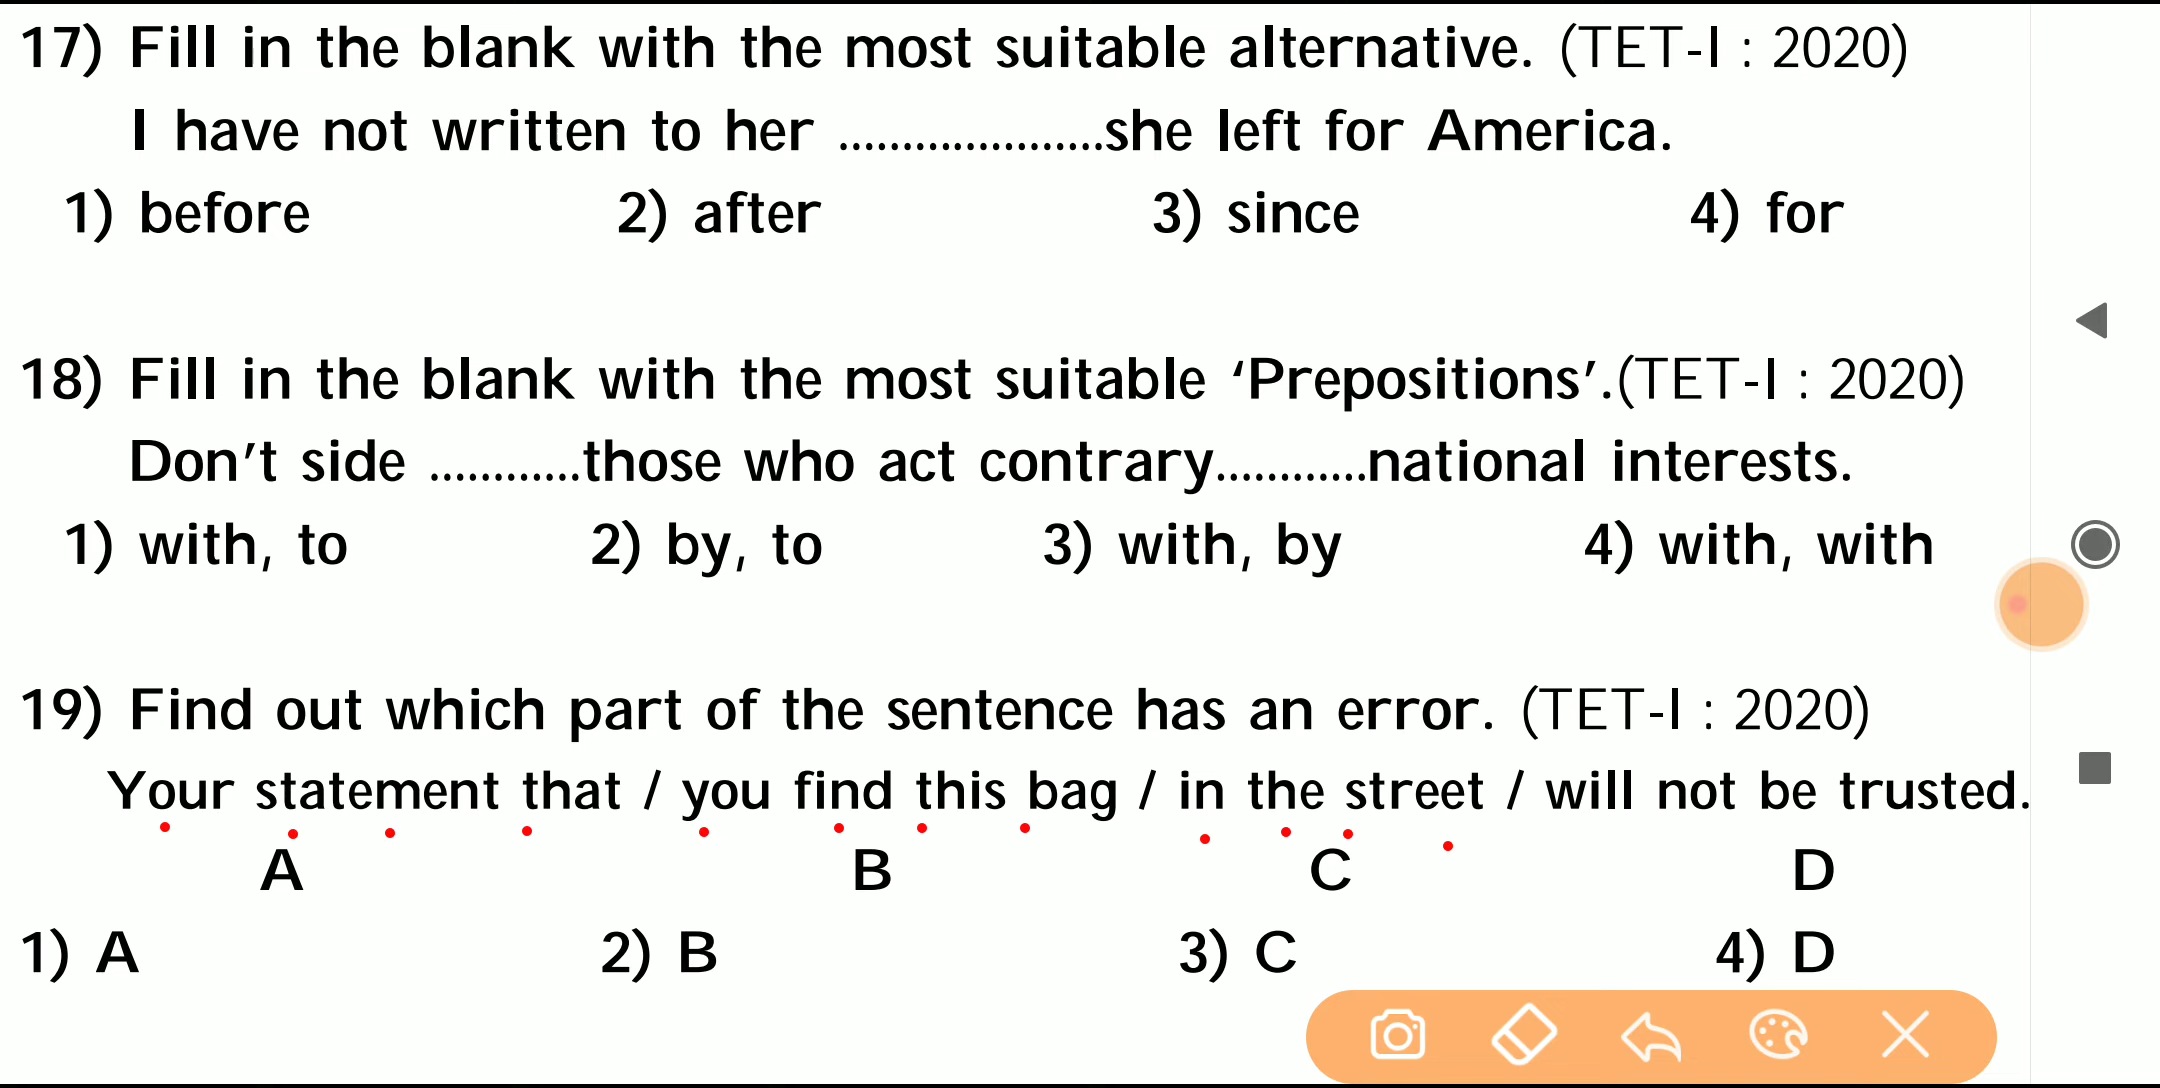 17) Fill in the blank with the most suitable alternative. (TET-I : 2020)
I have not written to her .....................she left for America.
1) before 2) after 3) since 4) for
18) Fill in the blank with the most suitable ‘Prepositions’.(TET-I : 2020)
Don’t side ............those who act contrary............national interests.
1) with, to 2) by, to 3) with, by 4) with, with
19) Find out which part of the sentence has an error. (TET-I : 2020)
Your statement that / you find this bag / in the street / will not be trusted.
A B C D
1) A 2) B 3) C 4) D